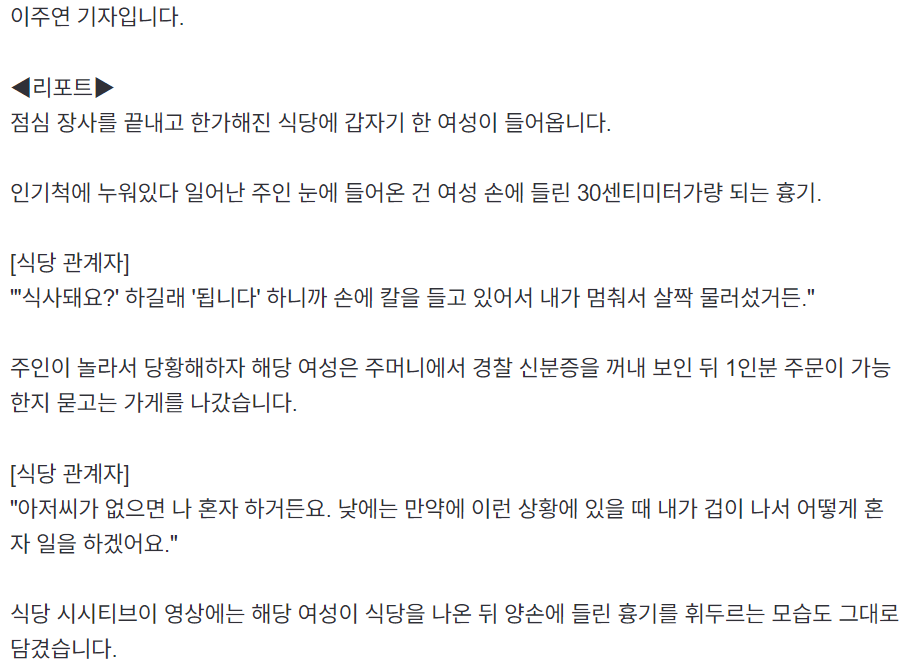 이주연 기자입니다.
◀리포트▶
점심 장사를 끝내고 한가해진 식당에 갑자기 한 여성이 들어옵니다.
인기척에 누워있다 일어난 주인 눈에 들어온 건 여성 손에 들린 30센티미터가량 되는 흉기.
[식당 관계자]
"'식사돼요?' 하길래 '됩니다' 하니까 손에 칼을 들고 있어서 내가 멈춰서 살짝 물러섰거든."
주인이 놀라서 당황해하자 해당 여성은 주머니에서 경찰 신분증을 꺼내 보인 뒤 1인분 주문이 가능
한지 묻고는 가게를 나갔습니다.
[식당 관계자]
"아저씨가 없으면 나 혼자 하거든요. 낮에는 만약에 이런 상황에 있을 때 내가 겁이 나서 어떻게 혼
자 일을 하겠어요."
식당 시시티브이 영상에는 해당 여성이 식당을 나온 뒤 양손에 들린 흉기를 휘두르는 모습도 그대로
담겼습니다.